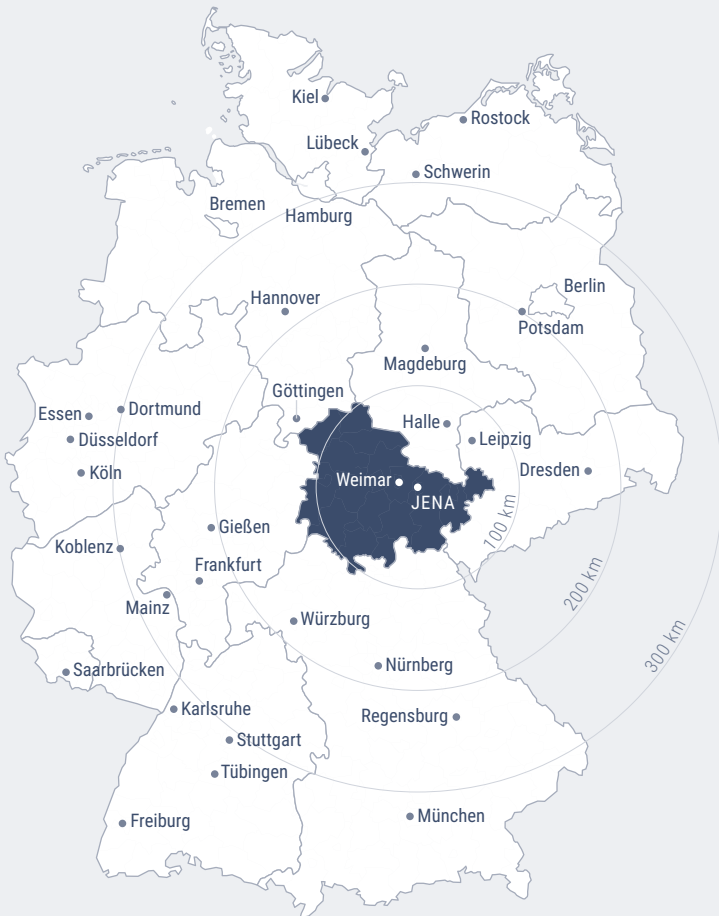 Kiel
Rostock
Lübeck
Schwerin
Bremen
Hamburg
Berlin
Hannover
Potsdam
Magdeburg
Göttingen
Essen
Dortmund
Halle
Leipzig
Düsseldorf
Köln
Weimar
Dresden
JENA
Gießen
100 km
Koblenz
Frankfurt
200 km
Mainz
Würzburg
300 km
Nürnberg
Saarbrücken
Karlsruhe
Regensburg
Stuttgart
Tübingen
Freiburg
München